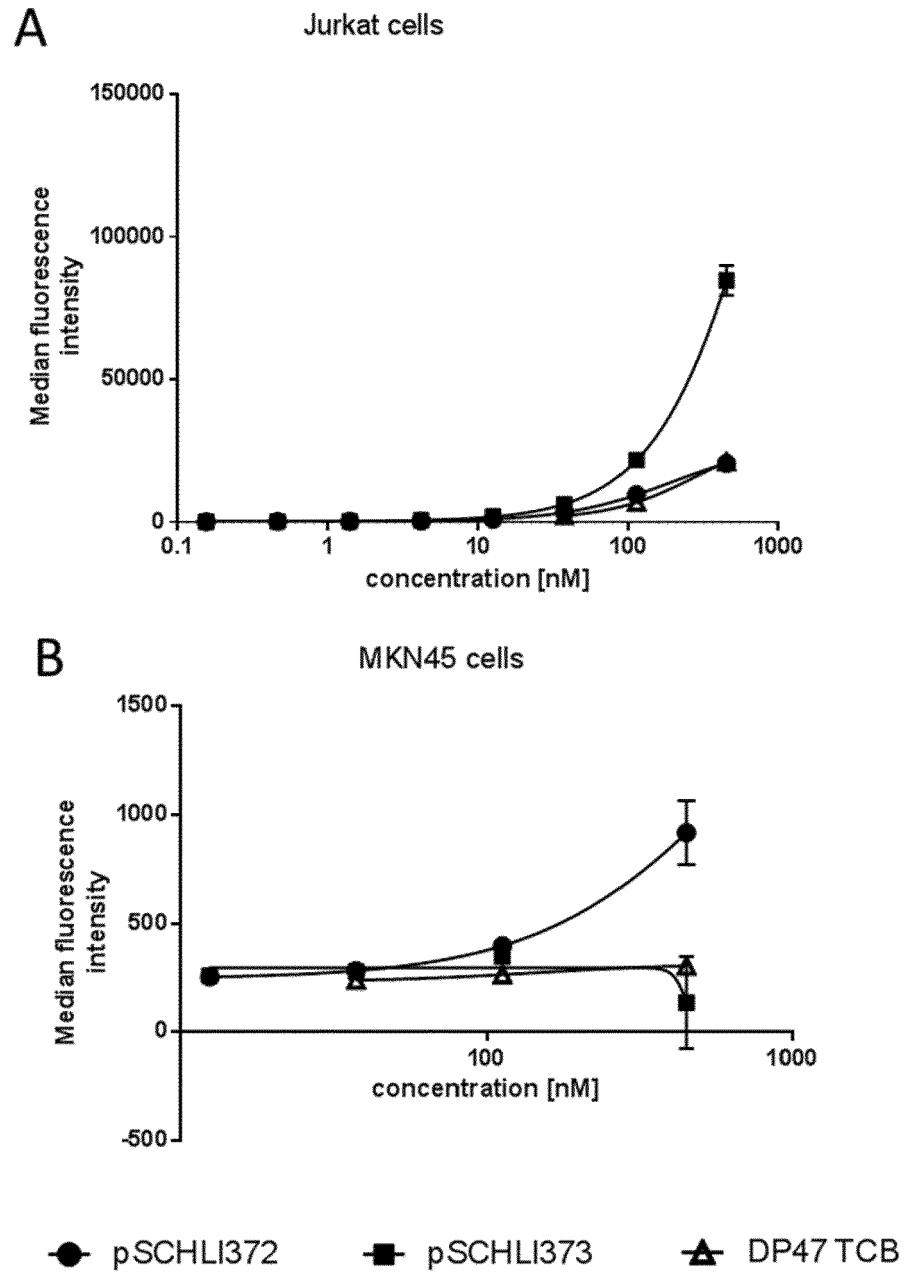 A
Jurkat cells
150000
100000
50000
0
Median fluorescence
intensity
0.1 1 10 100 1000
concentration [nM]
B
MKN45 cells
1500
1000
500
0
-500
Median fluorescence
intensity
100 1000
concentration [nM]
pSCHLI372 pSCHLI373 DP47 TCB